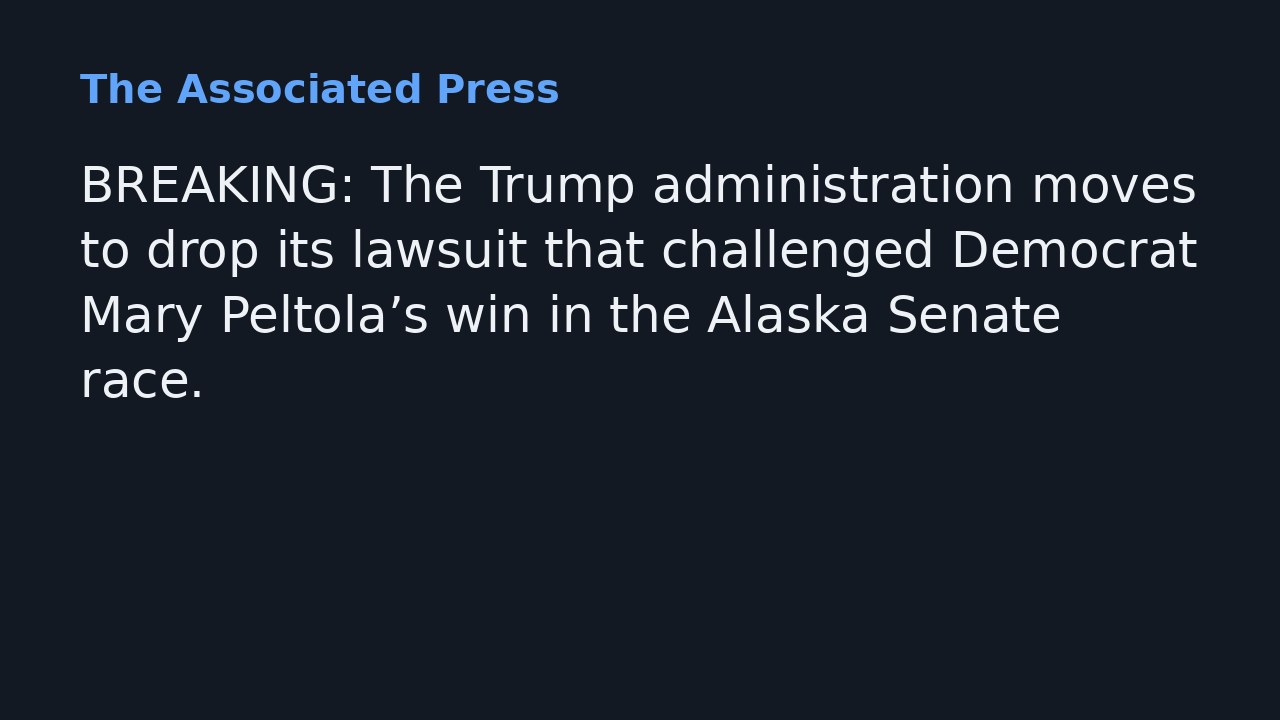 The Associated Press
BREAKING: The Trump administration moves
to drop its lawsuit that challenged Democrat
Mary Peltola’s win in the Alaska Senate
race.